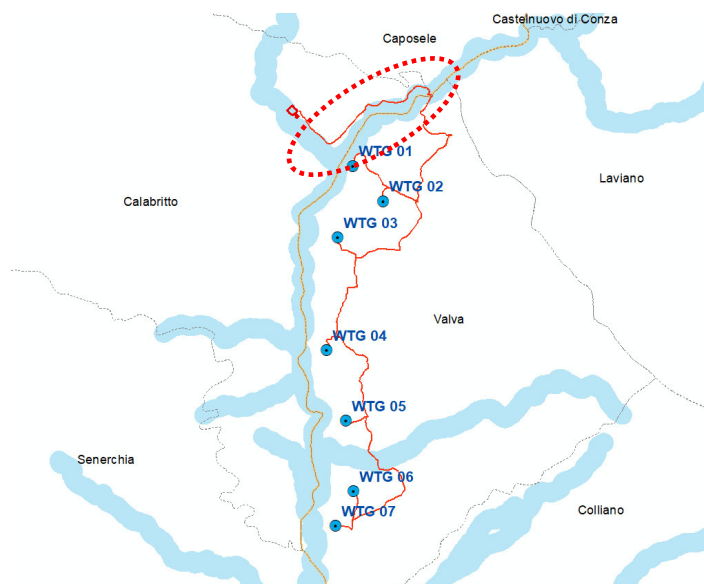 Castelnuovo di Conza
Caposele
WTG 01
Laviano
WTG 02
Calabritto
WTG 03
Valva
WTG 04
WTG 05
Senerchia
WTG 06
Colliano
WTG 07